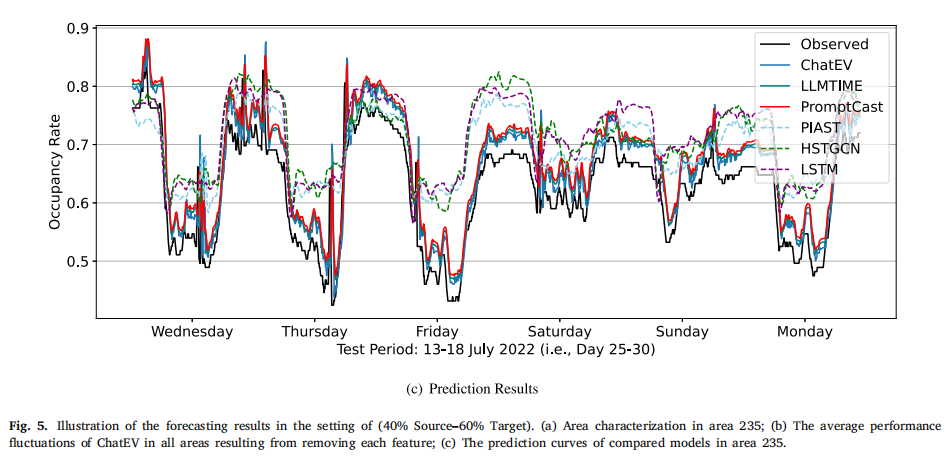 0.9
0.8
0.7
0.6
0.5
Occupancy Rate
Observed
ChatEV
LLMTIME
PromptCast
PIAST
HSTGCN
LSTM
Wednesday Thursday Friday Saturday Sunday Monday
Test Period: 13-18 July 2022 (i.e., Day 25-30)
(c) Prediction Results
Fig. 5. Illustration of the forecasting results in the setting of (40% Source–60% Target). (a) Area characterization in area 235; (b) The average performance
fluctuations of ChatEV in all areas resulting from removing each feature; (c) The prediction curves of compared models in area 235.